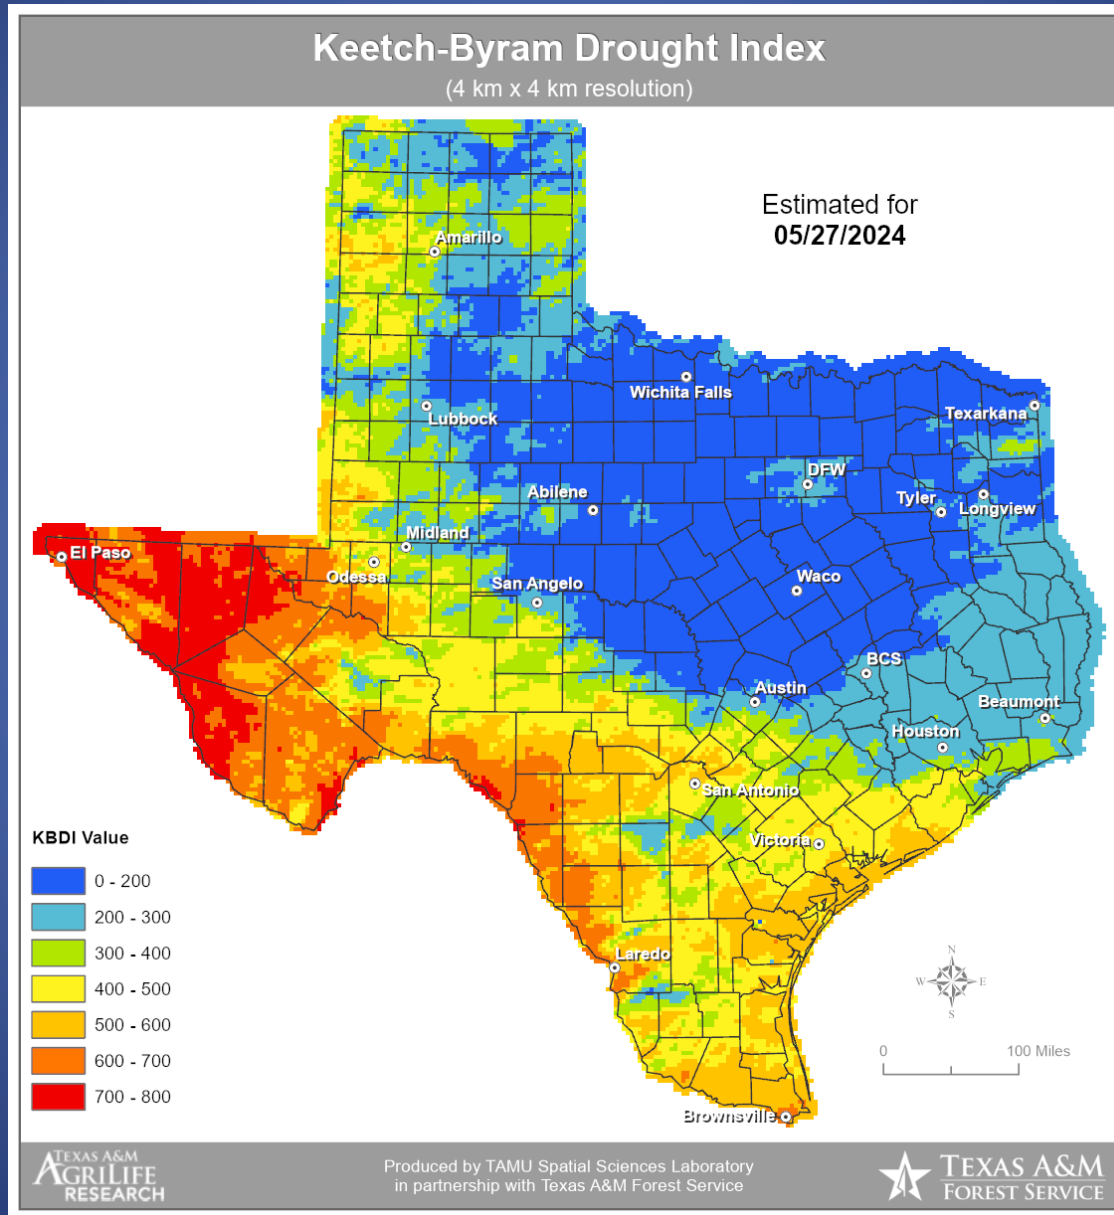 Keetch-Byram Drought Index
(4 km x 4 km resolution)
Estimated for
05/27/2024
Amarillo
Wichita Falls
Lubbock
Texarkana
DFW
Abilene
Tyler
Longview
Midland
El Paso
Odessa
San Angelo
Waco
BCS
Austin
Beaumont
Houston
San Antonio
Victoria
Laredo
Brownsville
KBDI Value
0 - 200
200 - 300
300 - 400
400 - 500
500 - 600
600 - 700
700 - 800
N
W E
S
0 100 Miles
TEXAS A&M
AGRILIFE
RESEARCH
Produced by TAMU Spatial Sciences Laboratory
in partnership with Texas A&M Forest Service
TEXAS A&M
FOREST SERVICE